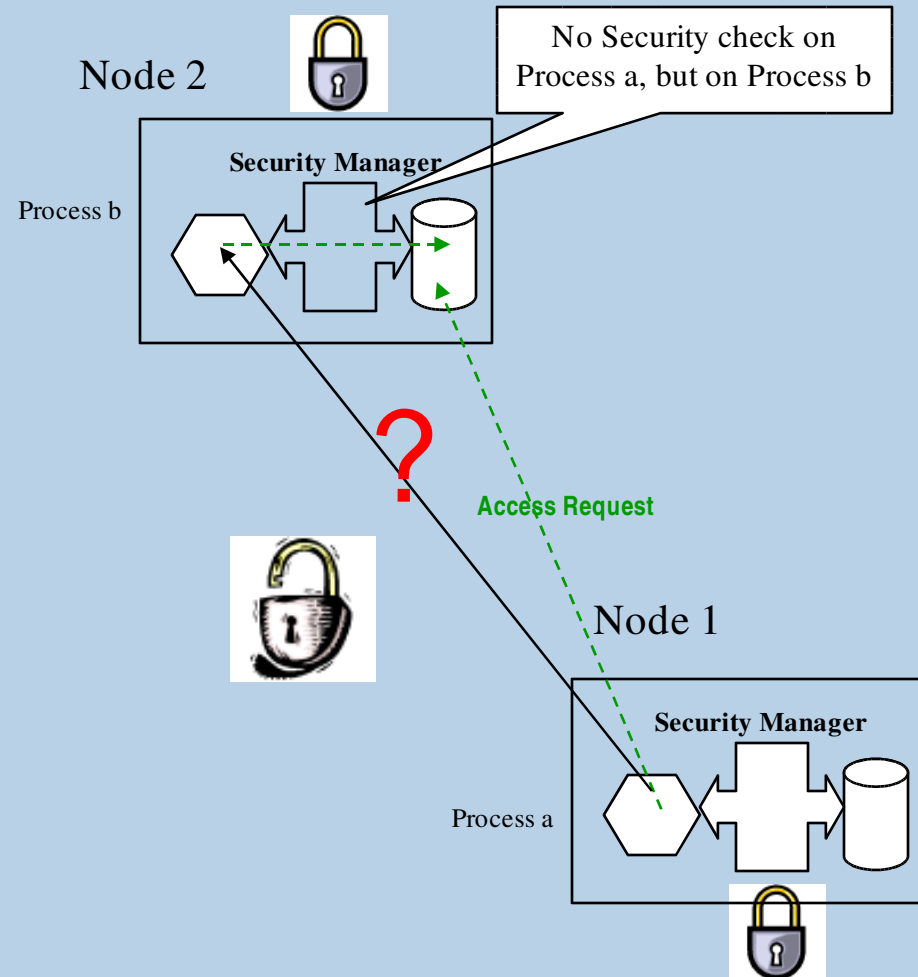 No Security check on
Process a, but on Process b
Node 2
Security Manager
Process b
?
Access Request
Node 1
Security Manager
Process a